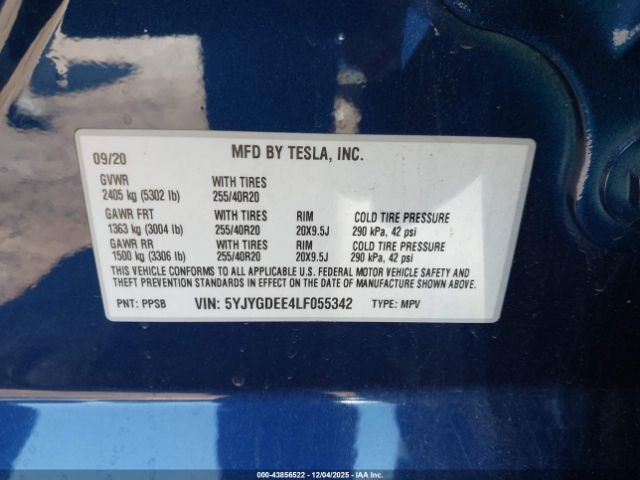 09/20 MFD BY TESLA, INC.
GVWR WITH TIRES
2405 kg (5302 lb) 255/40R20
GAWR FRT WITH TIRES RIM COLD TIRE PRESSURE
1363 kg (3004 lb) 255/40R20 20X9.5J 290 kPa, 42 psi
GAWR RR WITH TIRES RIM COLD TIRE PRESSURE
1500 kg (3306 lb) 255/40R20 20X9.5J 290 kPa, 42 psi
THIS VEHICLE CONFORMS TO ALL APPLICABLE U.S. FEDERAL MOTOR VEHICLE SAFETY AND
THEFT PREVENTION STANDARDS IN EFFECT ON THE DATE OF MANUFACTURE SHOWN ABOVE.
PNT: PPSB VIN: 5YJYGDEE4LF055342 TYPE: MPV
000-43856522 - 12/04/2025 - IAAI.COM